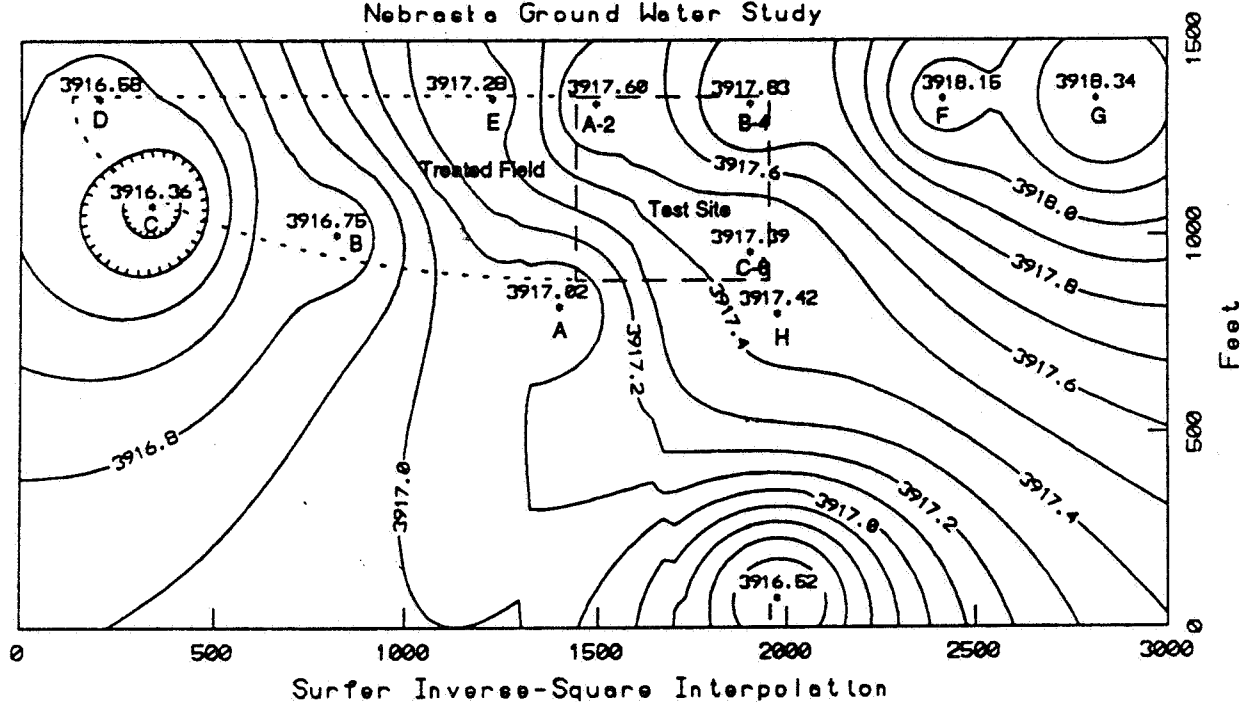 Nebraska Ground Water Study
1500
3916.58
D
3917.28
E
3917.60
A-2
3917.83
B-4
3918.15
F
3918.34
G
Treated Field
3917.6
3916.36
C
3916.75
B
Test Site
3918.0
1000
3917.39
C-6
3917.8
3917.02
A
3917.4
3917.42
H
3917.2
3917.6
Feet
500
3916.8
3917.0
3917.0
3917.2
3917.4
3916.52
I
0
0 500 1000 1500 2000 2500 3000
Surfer Inverse-Square Interpolation